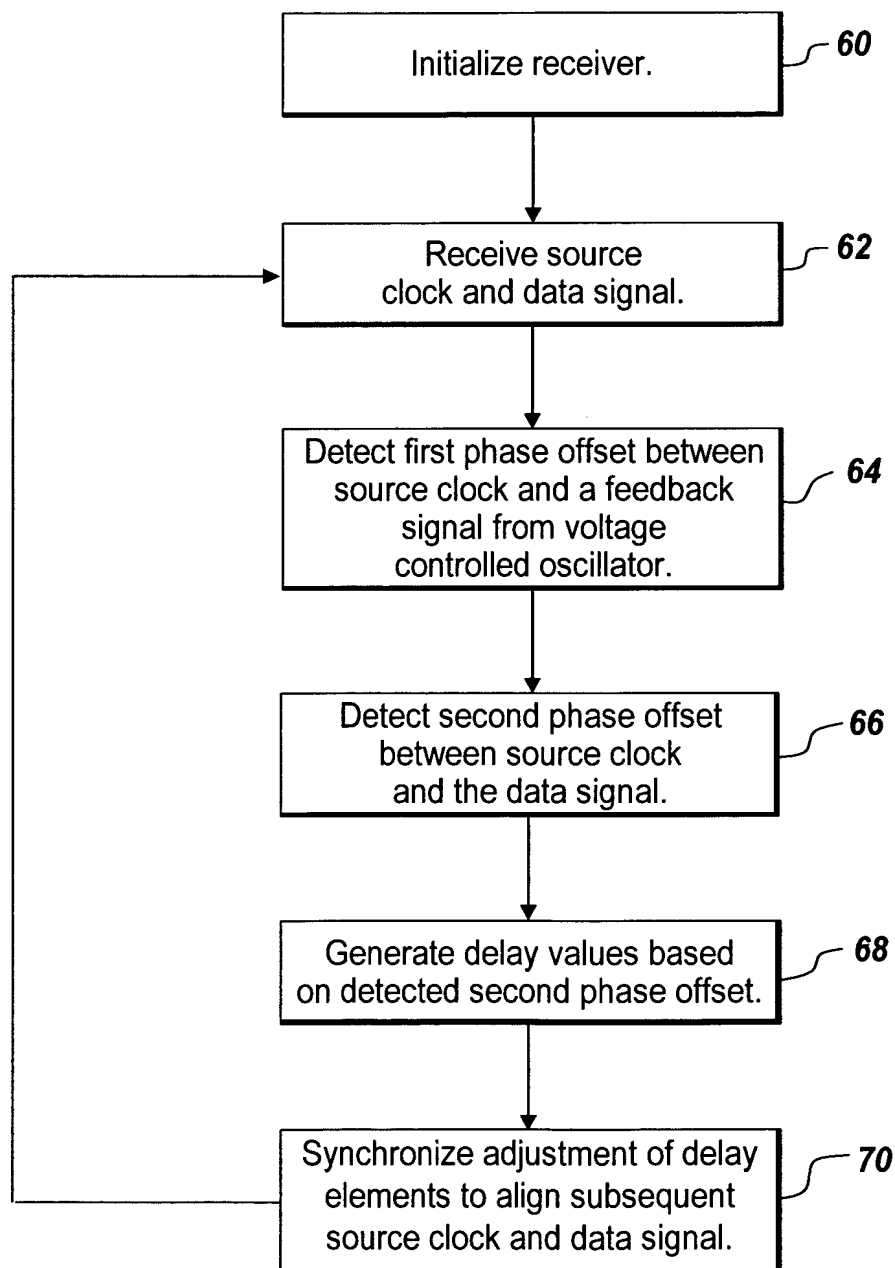 Initialize receiver.
60
Receive source
clock and data signal.
62
Detect first phase offset between
source clock and a feedback
signal from voltage
controlled oscillator.
64
Detect second phase offset
between source clock
and the data signal.
66
Generate delay values based
on detected second phase offset.
68
Synchronize adjustment of delay
elements to align subsequent
source clock and data signal.
70